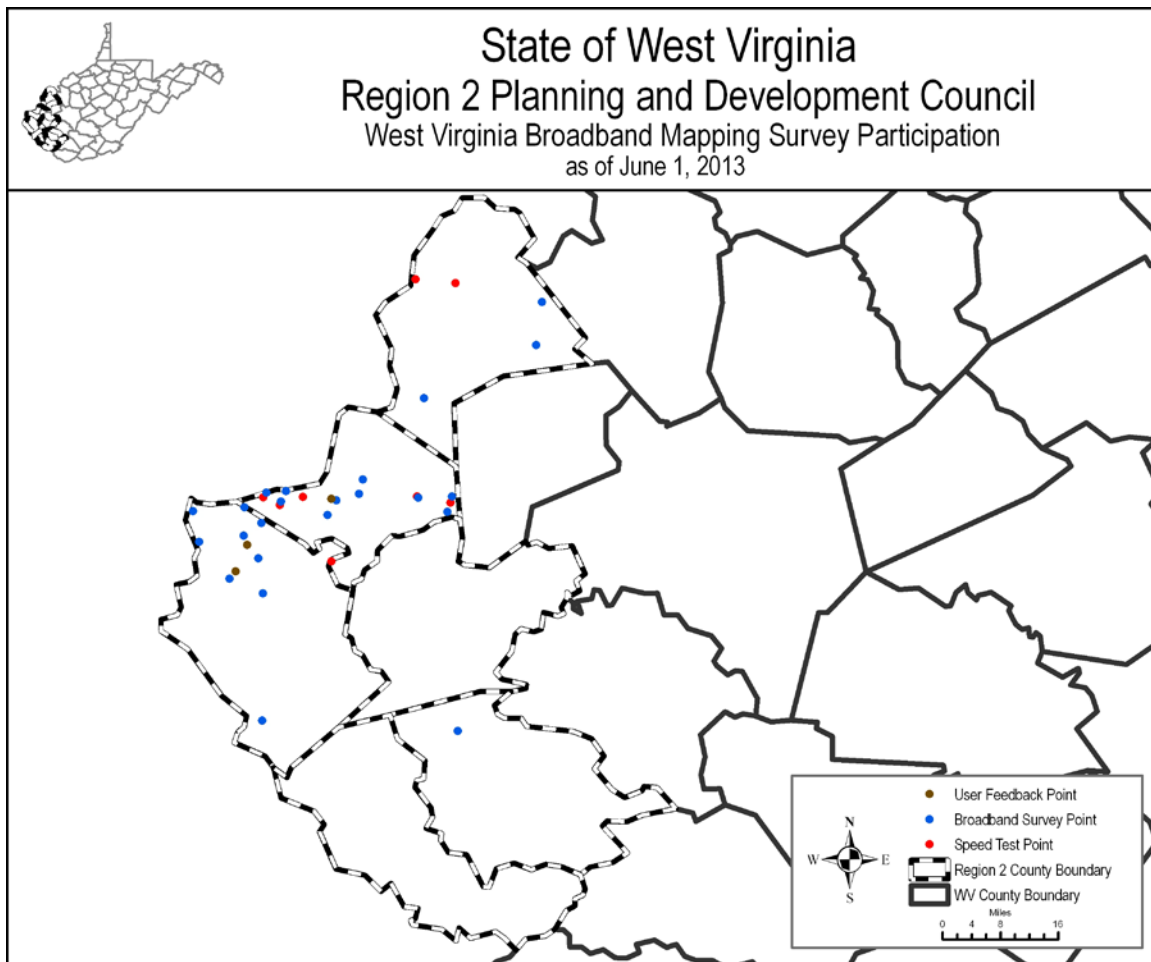 State of West Virginia
Region 2 Planning and Development Council
West Virginia Broadband Mapping Survey Participation
as of June 1, 2013
User Feedback Point
Broadband Survey Point
Speed Test Point
Region 2 County Boundary
WV County Boundary
N
W E
S
Miles
0 4 8 16